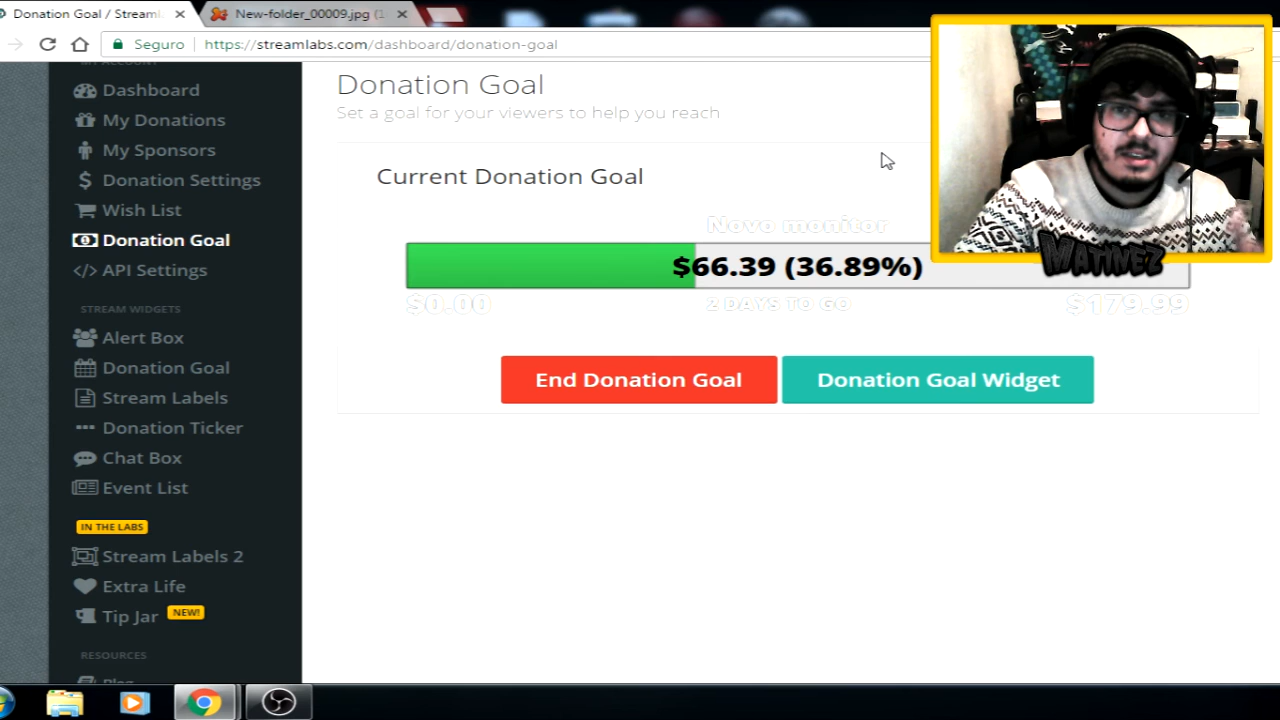 Donation Goal / Streaml
New-folder_00009.jpg (1
Seguro
https://streamlabs.com/dashboard/donation-goal
MY ACCOUNT
Dashboard
My Donations
My Sponsors
Donation Settings
Wish List
Donation Goal
API Settings
STREAM WIDGETS
Alert Box
Donation Goal
Stream Labels
Donation Ticker
Chat Box
Event List
IN THE LABS
Stream Labels 2
Extra Life
Tip Jar NEW!
RESOURCES
Blog
Donation Goal
Set a goal for your viewers to help you reach
Current Donation Goal
Novo monitor
$66.39 (36.89%)
$0.00 2 DAYS TO GO $179.99
End Donation Goal Donation Goal Widget
MATINEZ